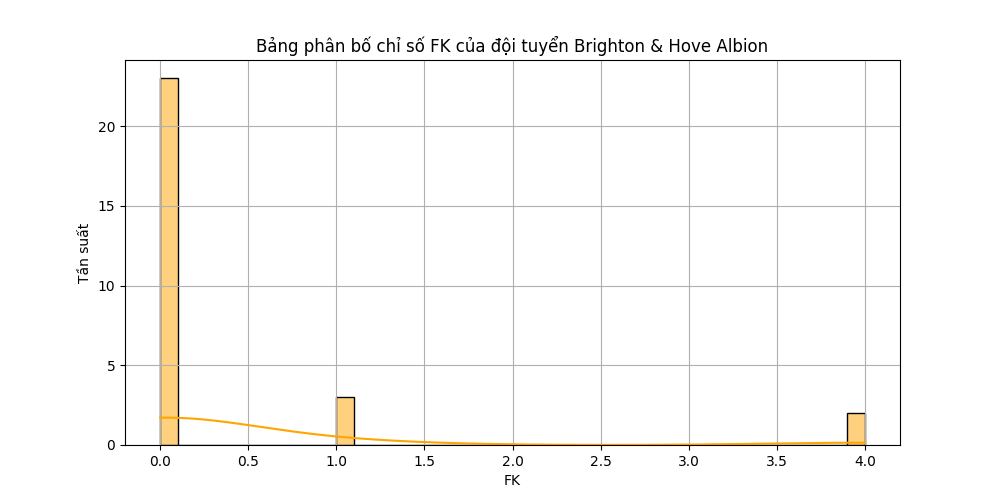 Bảng phân bố chỉ số FK của đội tuyển Brighton & Hove Albion
Tần suất
20
15
10
5
0
0.0 0.5 1.0 1.5 2.0 2.5 3.0 3.5 4.0
FK